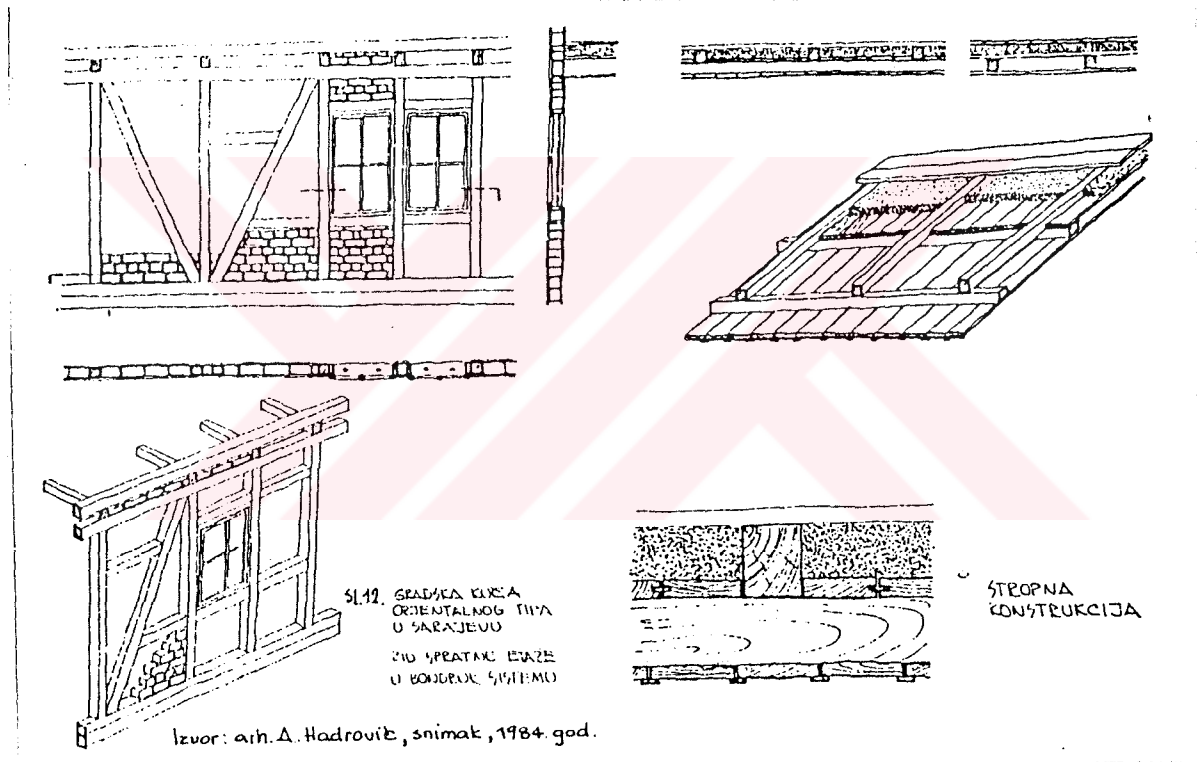 Sl.12. GRADSKA KUĆA
ORIJENTALNOG TIPA
U SARAJEVU
ZID SPRATNE ETAŽE
U BONDRUK SISTEMU
STROPNA
KONSTRUKCIJA
Izvor: arh. A. Hadrović, snimak, 1984. god.